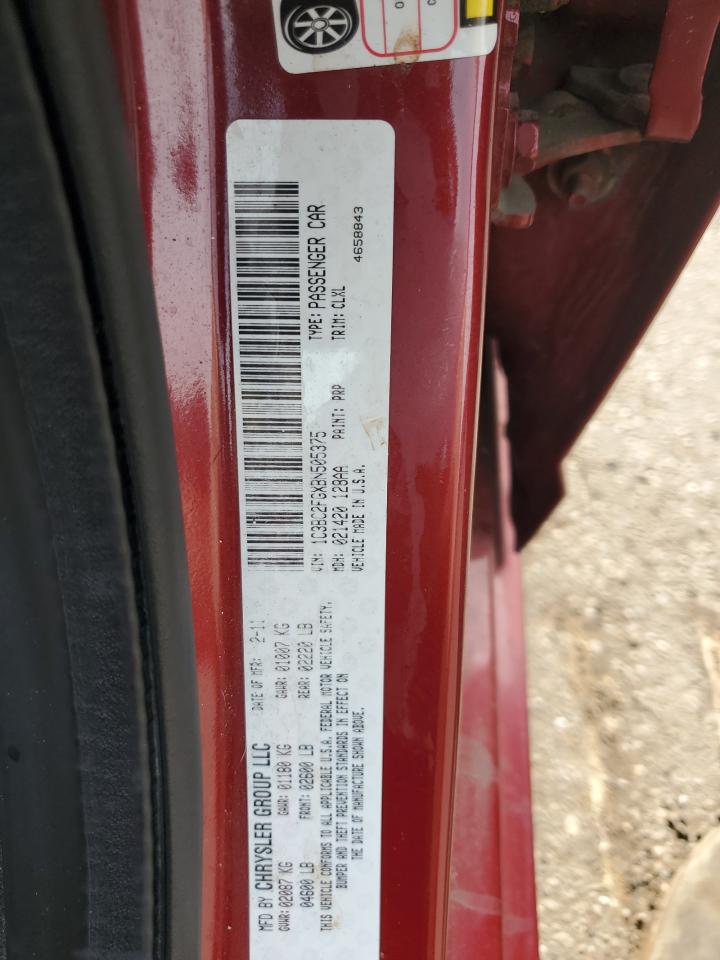 MFD BY CHRYSLER GROUP LLC DATE OF MFR: 2-11
GVWR: 02087 KG GAWR: 01180 KG GAWR: 01007 KG
04600 LB FRONT: 02600 LB REAR: 02220 LB
THIS VEHICLE CONFORMS TO ALL APPLICABLE U.S.A. FEDERAL MOTOR VEHICLE SAFETY,
BUMPER AND THEFT PREVENTION STANDARDS IN EFFECT ON
THE DATE OF MANUFACTURE SHOWN ABOVE.
VIN: 1C3BC2FGXBN505375 TYPE: PASSENGER CAR
MDH: 021420 128AA PAINT: PRP TRIM: CLXL
VEHICLE MADE IN U.S.A. 4658843